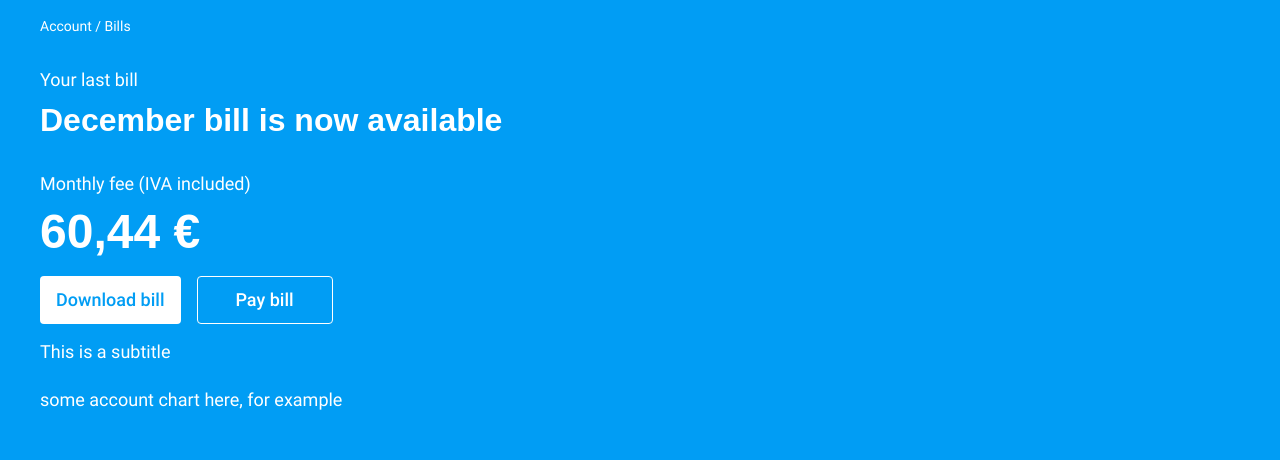 Account / Bills
Your last bill
December bill is now available
Monthly fee (IVA included)
60,44 €
Download bill
Pay bill
This is a subtitle
some account chart here, for example